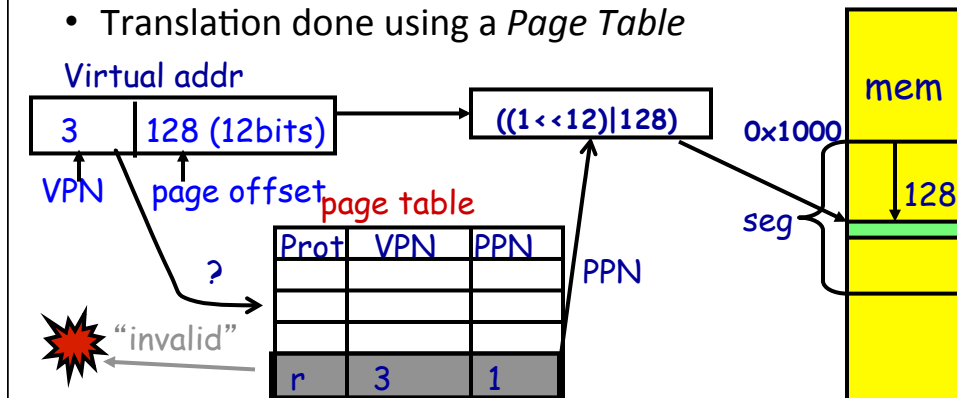 • Translation done using a Page Table
Virtual addr
3 128 (12bits)
((1<<12)|128)
mem
0x1000
VPN page offset
128
page table
seg
Prot VPN PPN
?
PPN
“invalid”
r 3 1